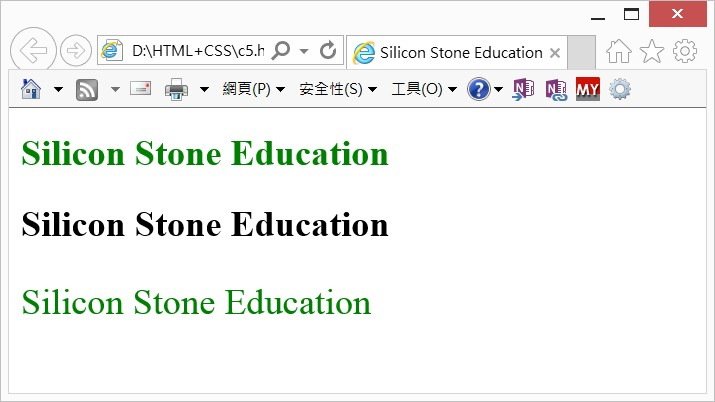 D:\HTML+CSS\c5.h
Silicon Stone Education
網頁(P) 安全性(S) 工具(O) ? N N MY
Silicon Stone Education
Silicon Stone Education
Silicon Stone Education